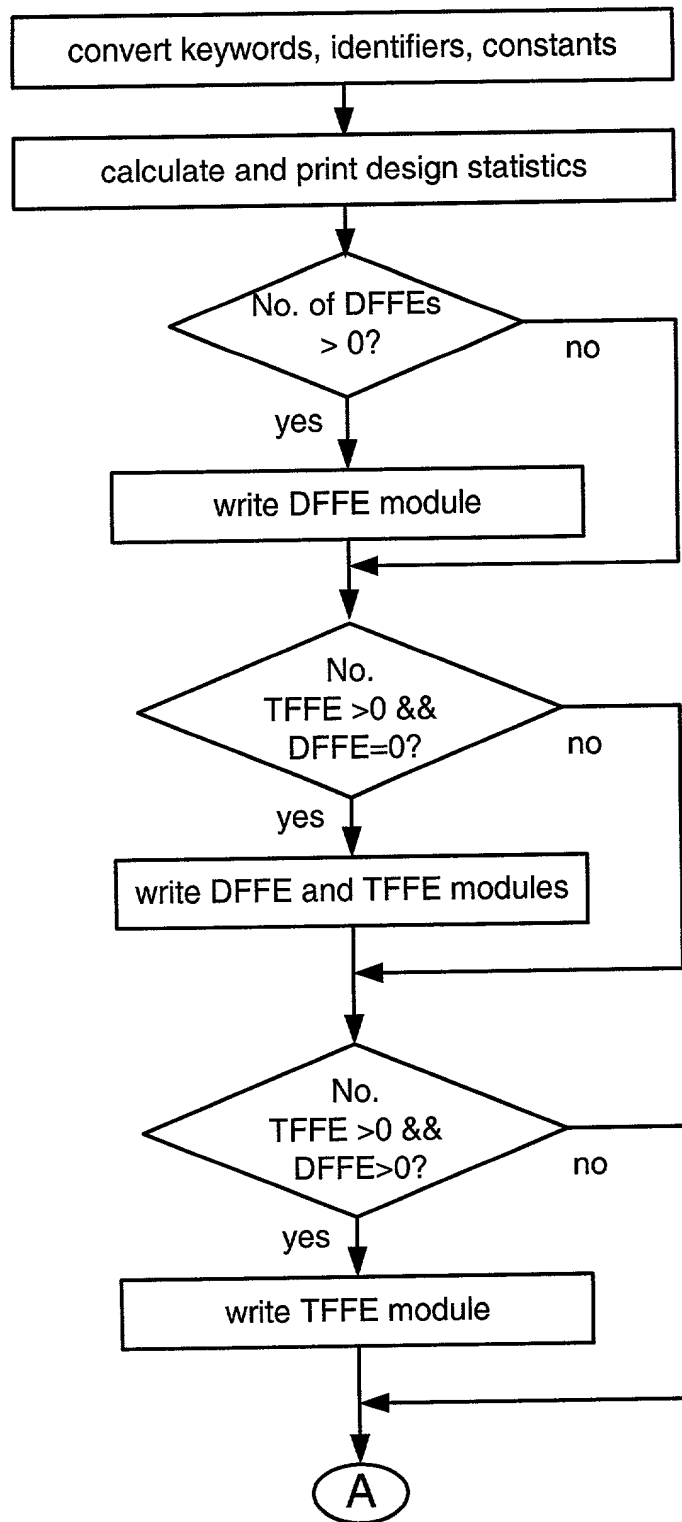 convert keywords, identifiers, constants
calculate and print design statistics
No. of DFFEs
> 0?
no
yes
write DFFE module
No.
TFFE >0 &&
DFFE=0?
no
yes
write DFFE and TFFE modules
No.
TFFE >0 &&
DFFE>0?
no
yes
write TFFE module
A